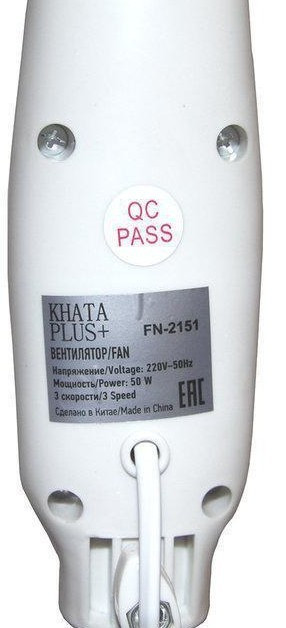 QC
PASS
KHATA
PLUS+ FN-2151
ВЕНТИЛЯТОР/FAN
Напряжение/Voltage: 220V-50Hz
Мощность/Power: 50 W
3 скорости/3 Speed
Сделано в Китае/Made in China
EAC